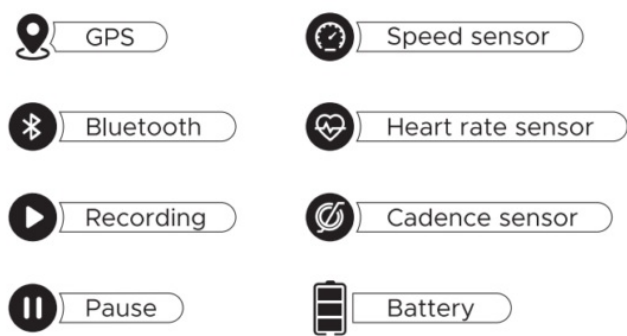 GPS
Speed sensor
Bluetooth
Heart rate sensor
Recording
Cadence sensor
Pause
Battery